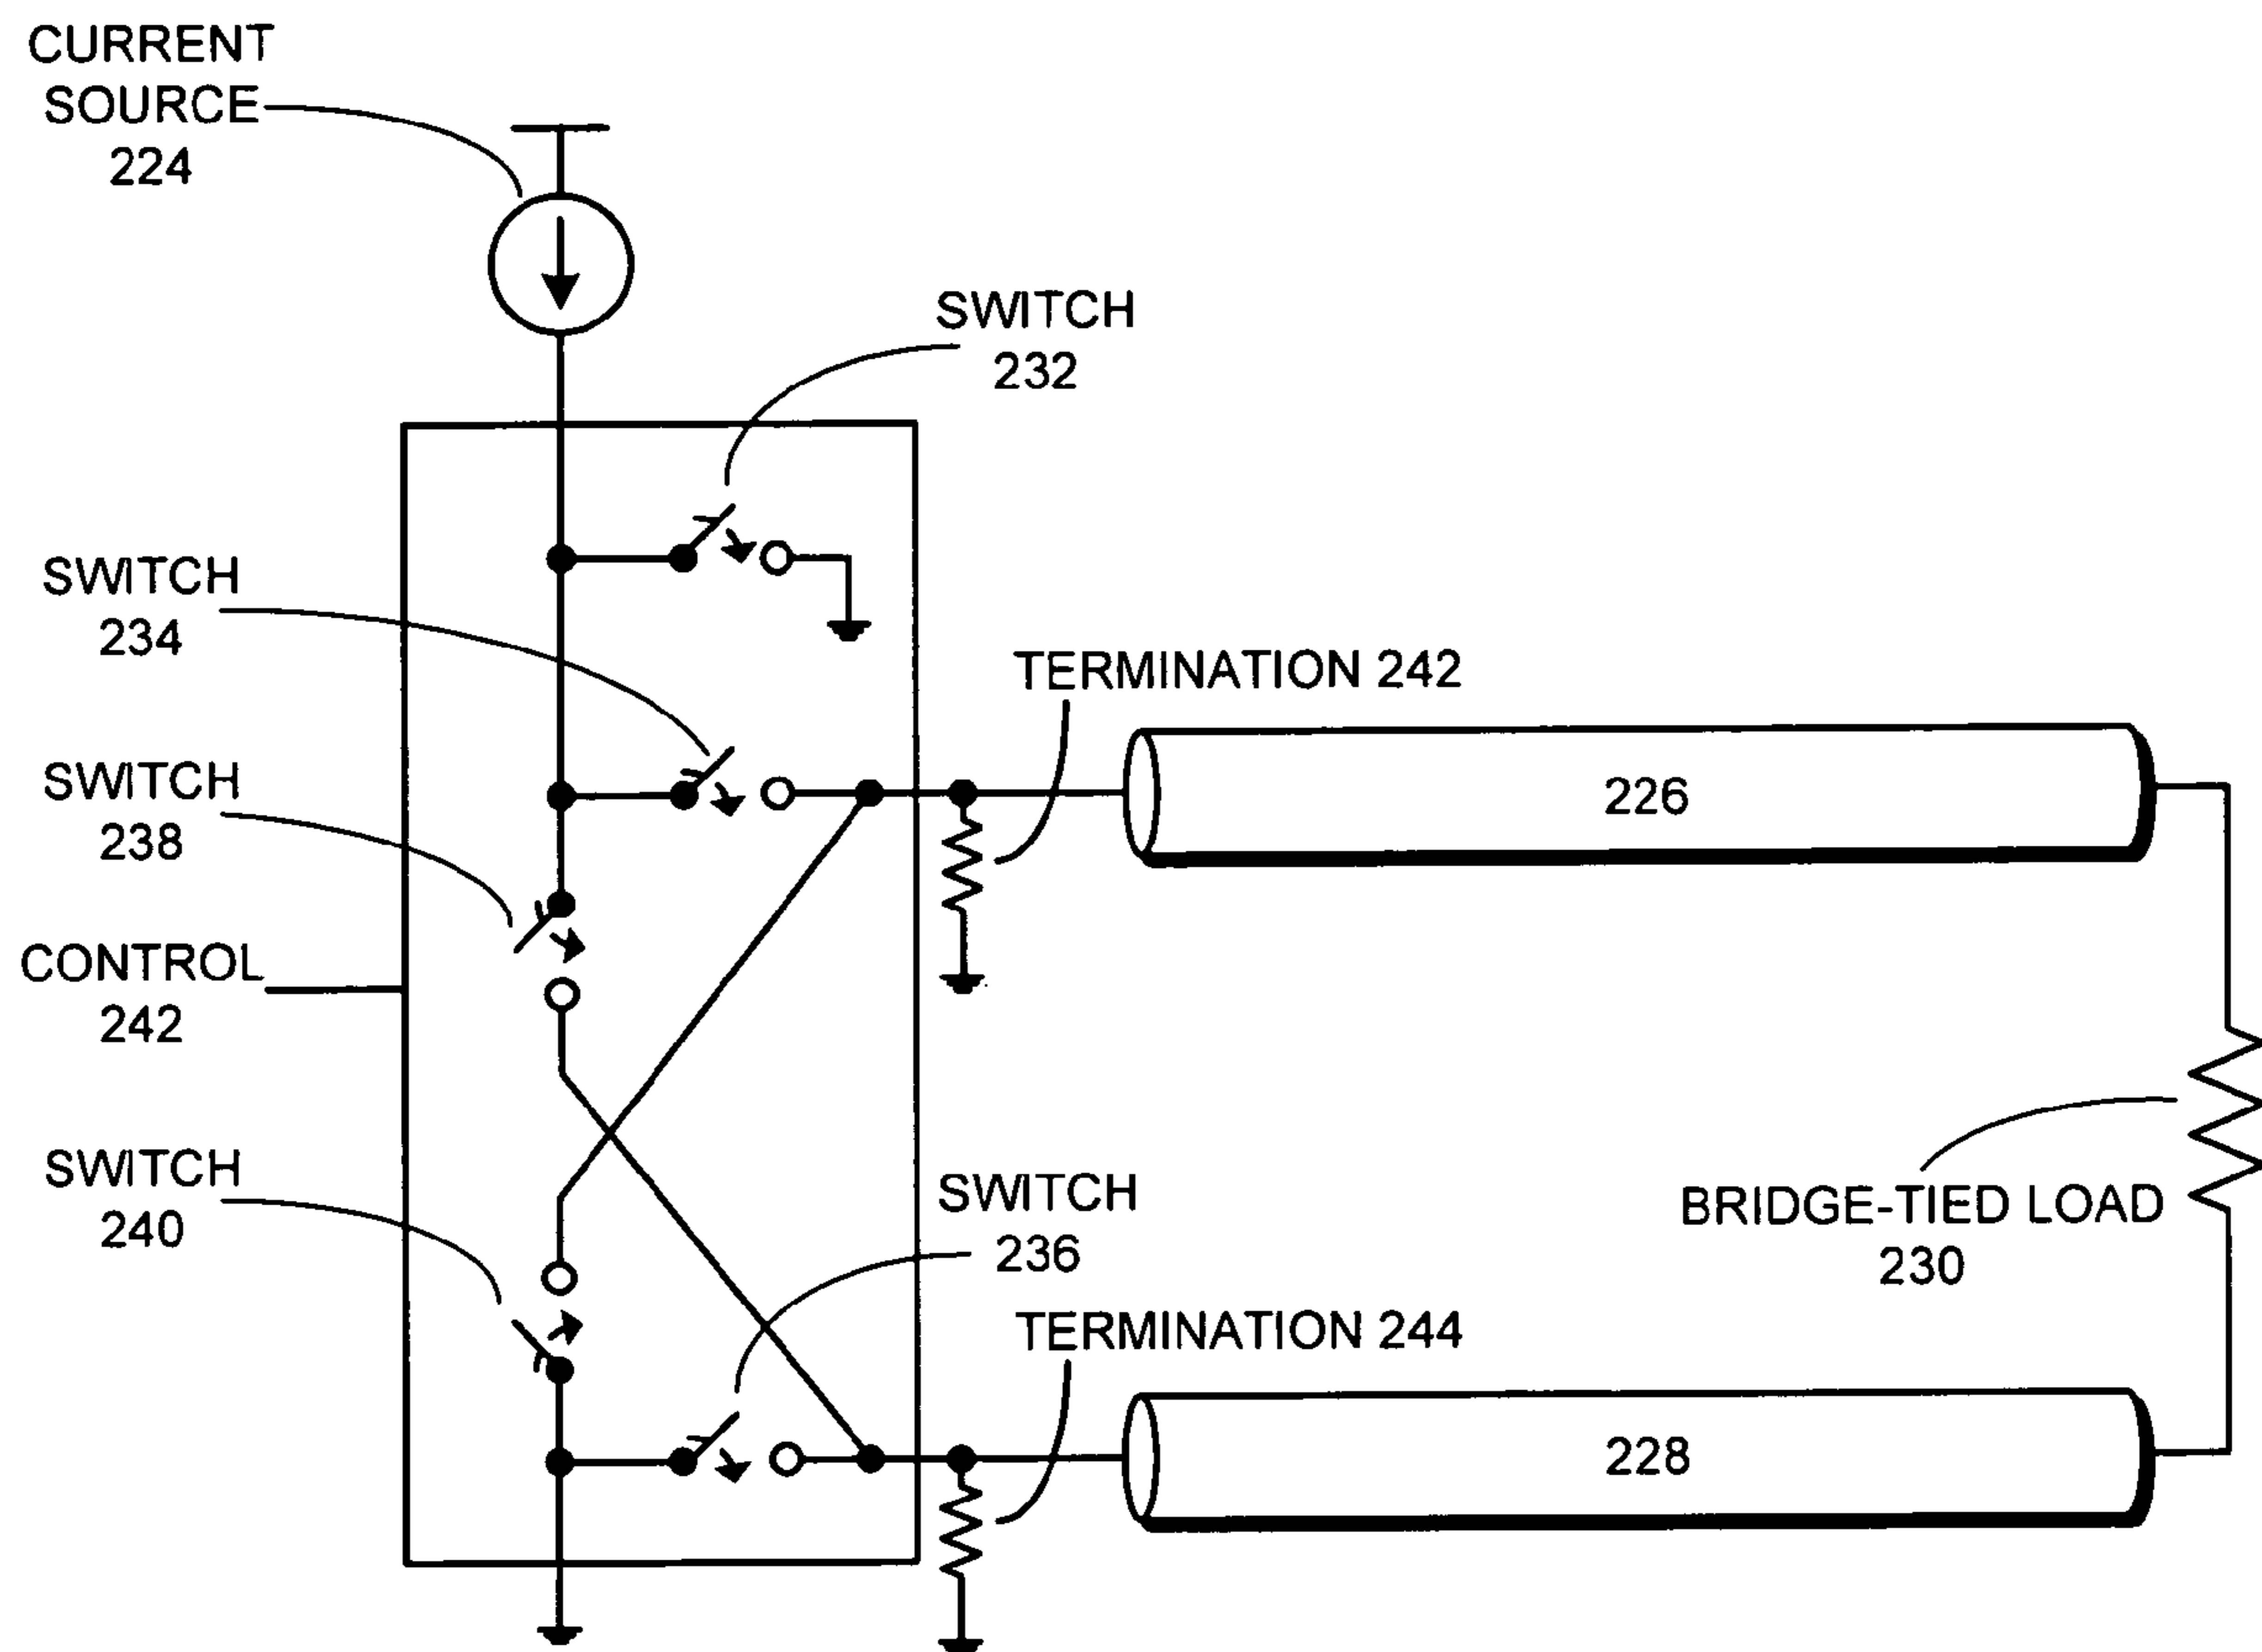 CURRENT
SOURCE
224
SWITCH
232
SWITCH
234
TERMINATION 242
SWITCH
238
226
CONTROL
242
SWITCH
240
SWITCH
236
BRIDGE-TIED LOAD
230
TERMINATION 244
228